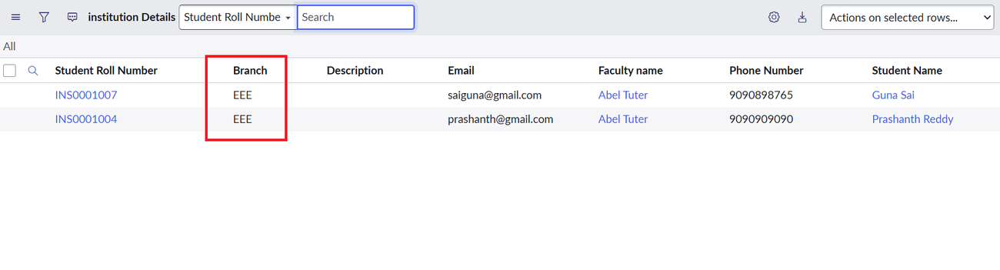 institution Details Student Roll Numbe Search Actions on selected rows...
All
Student Roll Number Branch Description Email Faculty name Phone Number Student Name
INS0001007 EEE saiguna@gmail.com Abel Tuter 9090898765 Guna Sai
INS0001004 EEE prashanth@gmail.com Abel Tuter 9090909090 Prashanth Reddy